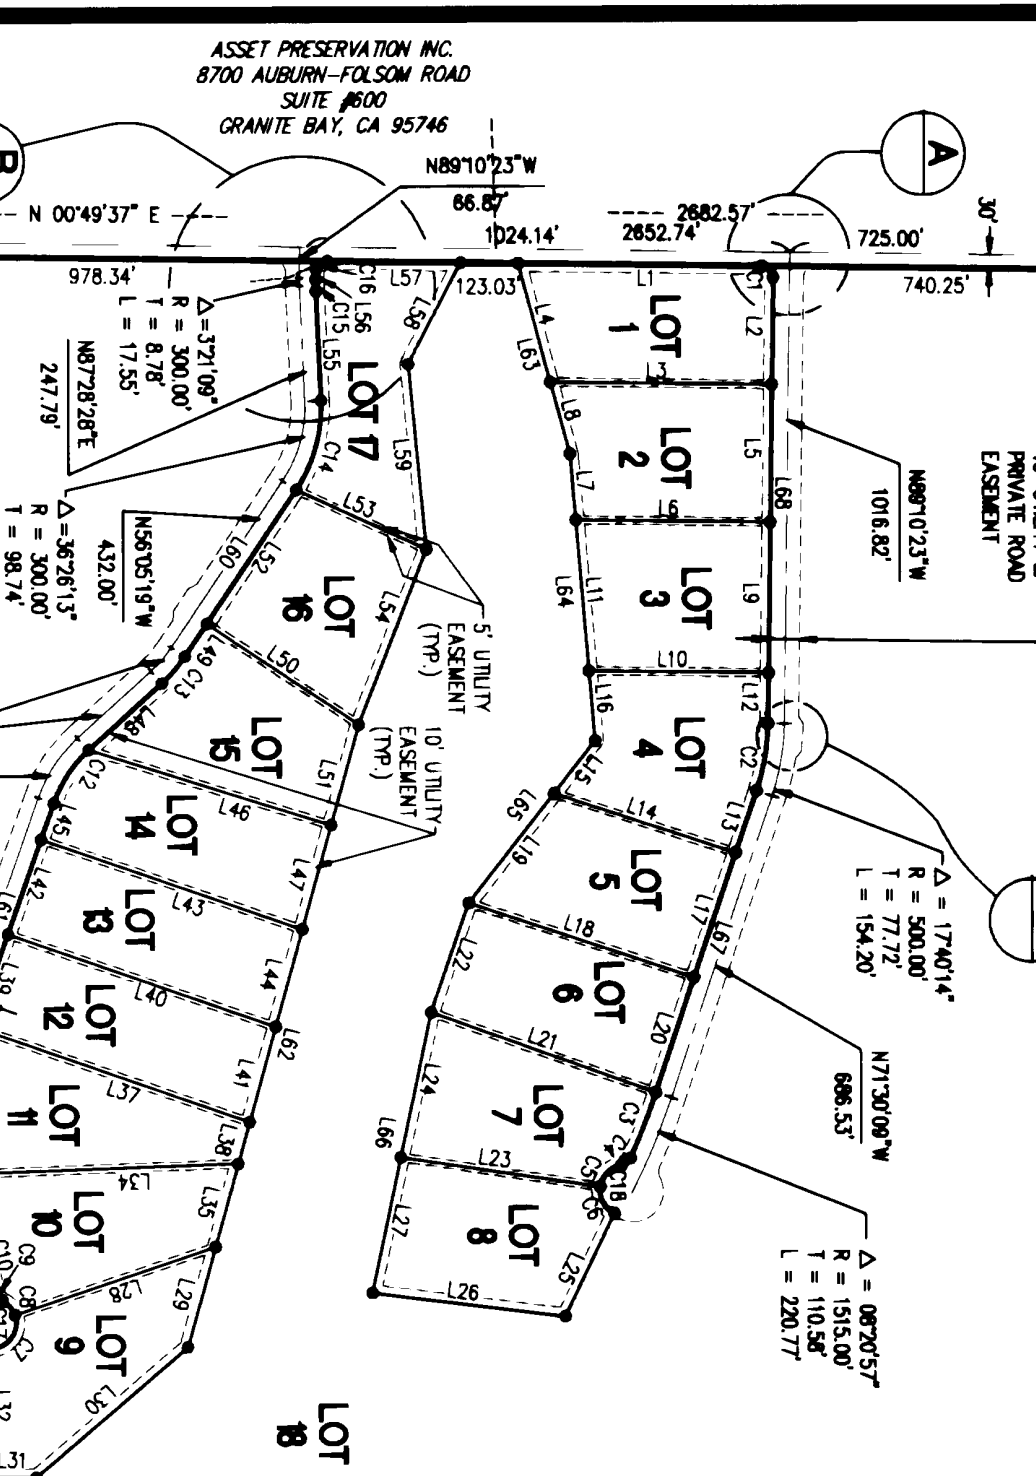 ASSET PRESERVATION INC.
8700 AUBURN-FOLSOM ROAD
SUITE #600
GRANITE BAY, CA 95746
A
B
30'
N89°10'23"W
66.87'
N 00°49'37" E
2682.57'
1024.14'
2652.74'
725.00'
978.34'
123.03'
740.25'
L57
L1
C16
L56
C15
L55
L58
L4
L63
L2
C1
L3
LOT
1
LOT 17
Δ=3°21'09"
R = 300.00'
T = 8.78'
L = 17.55'
N87°28'28"E
247.79'
Δ=36°26'13"
R = 300.00'
T = 98.74'
N56°05'19"W
432.00'
C14
L59
L53
L8
L7
L5
L6
L68
LOT
2
N89°10'23"W
1016.82'
PRIVATE ROAD
EASEMENT
L60
L52
LOT
16
L54
L64
L11
L9
L10
LOT
3
5' UTILITY
EASEMENT
(TYP.)
L49
L50
C13
L48
LOT
15
L51
10' UTILITY
EASEMENT
(TYP.)
L16
L15
L12
C2
L13
L14
LOT
4
C12
L46
L45
LOT
14
L47
L65
L19
LOT
5
L17
L67
L18
Δ = 17°40'14"
R = 500.00'
T = 77.72'
L = 154.20'
L42
L43
LOT
13
L44
L61
L22
LOT
6
L20
L21
N71°30'09"W
686.53'
L39
L40
LOT
12
L62
L41
L37
L24
LOT
7
C3
C4
LOT
11
L38
L34
L66
L23
C5
C18
C6
LOT
10
L35
LOT
8
L27
L25
L26
Δ = 08°20'57"
R = 1515.00'
T = 110.58'
L = 220.77'
C10
C9
C8
C7
L28
L29
LOT
9
L30
L32
L31
LOT
18